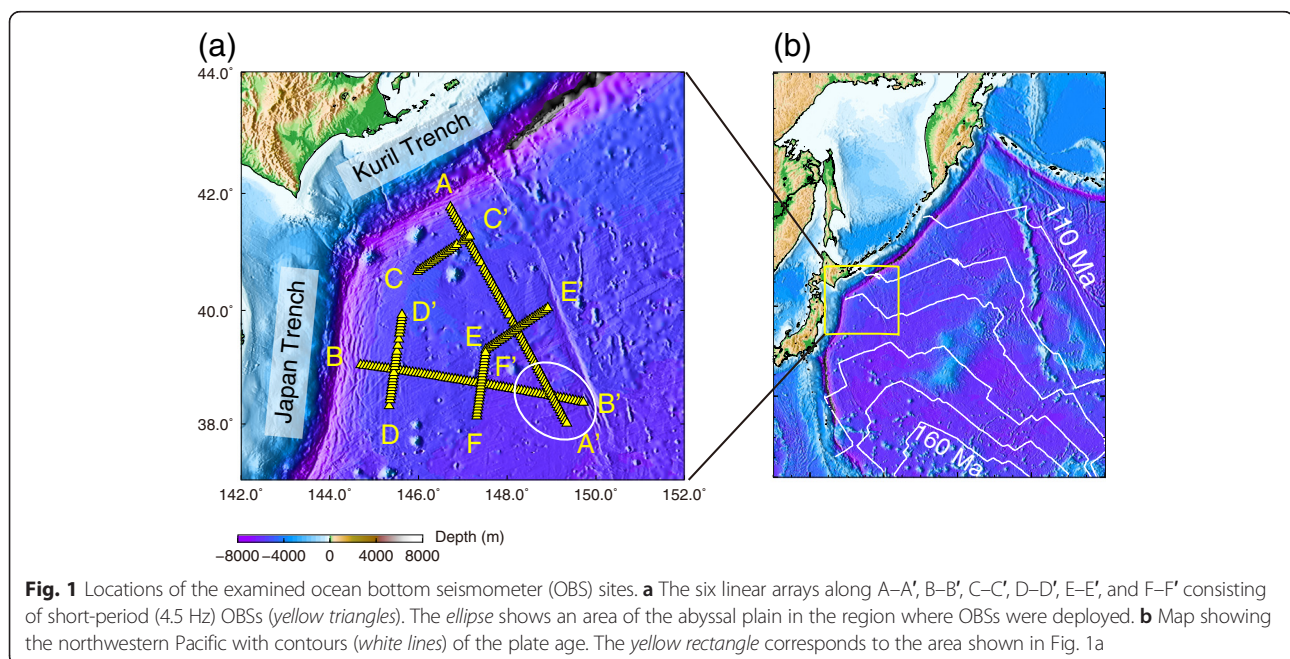 (a)
(b)
44.0˚
42.0˚
40.0˚
38.0˚
142.0˚ 144.0˚ 146.0˚ 148.0˚ 150.0˚ 152.0˚
Kuril Trench
Japan Trench
A
C'
C
E'
D'
E
B
F'
B'
D
F
A'
110 Ma
160 Ma
Depth (m)
−8000 −4000 0 4000 8000
Fig. 1 Locations of the examined ocean bottom seismometer (OBS) sites. a The six linear arrays along A–A′, B–B′, C–C′, D–D′, E–E′, and F–F′ consisting
of short-period (4.5 Hz) OBSs (yellow triangles). The ellipse shows an area of the abyssal plain in the region where OBSs were deployed. b Map showing
the northwestern Pacific with contours (white lines) of the plate age. The yellow rectangle corresponds to the area shown in Fig. 1a